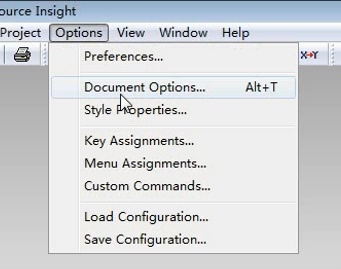 ource Insight
Project Options View Window Help
X→Y
Preferences...
Document Options... Alt+T
Style Properties...
Key Assignments...
Menu Assignments...
Custom Commands...
Load Configuration...
Save Configuration...